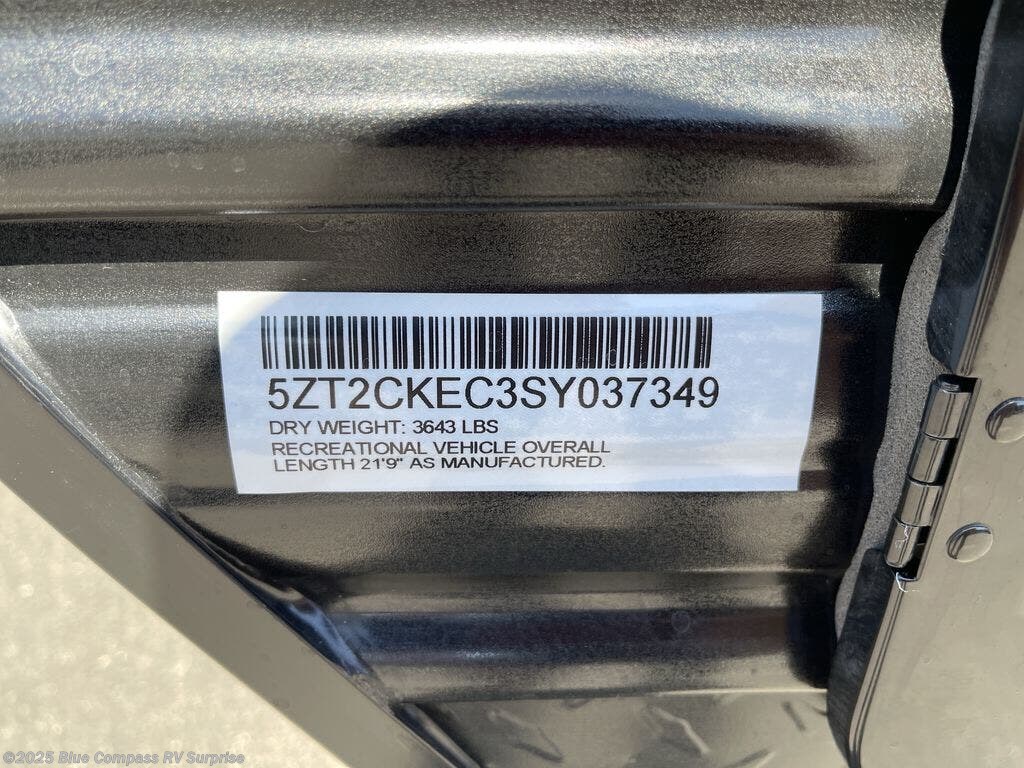 5ZT2CKEC3SY037349
DRY WEIGHT: 3643 LBS
RECREATIONAL VEHICLE OVERALL
LENGTH 21'9" AS MANUFACTURED.
©2025 Blue Compass RV Surprise